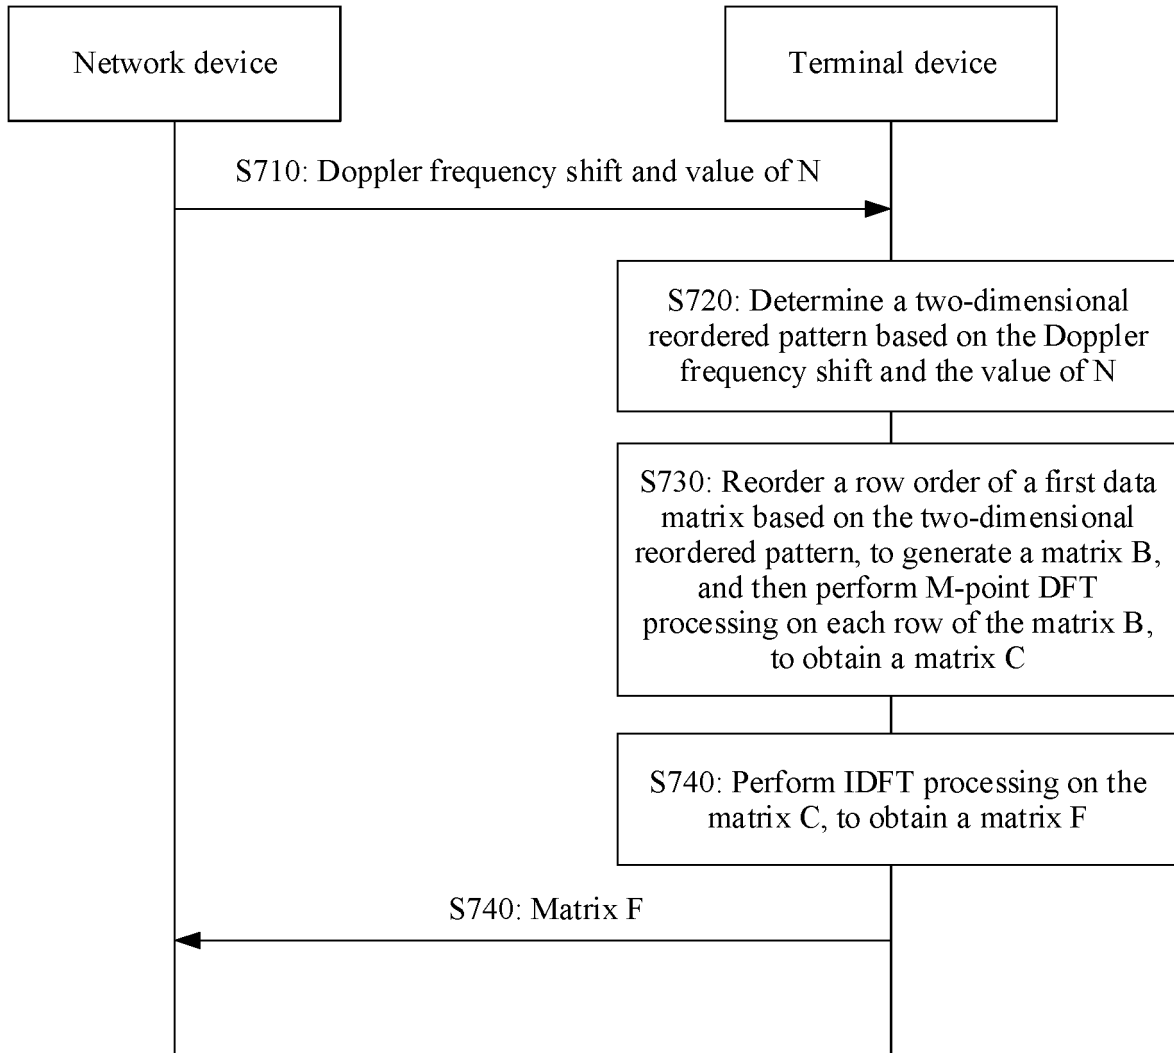 Network device
Terminal device
S710: Doppler frequency shift and value of N
S720: Determine a two-dimensional
reordered pattern based on the Doppler
frequency shift and the value of N
S730: Reorder a row order of a first data
matrix based on the two-dimensional
reordered pattern, to generate a matrix B,
and then perform M-point DFT
processing on each row of the matrix B,
to obtain a matrix C
S740: Perform IDFT processing on the
matrix C, to obtain a matrix F
S740: Matrix F